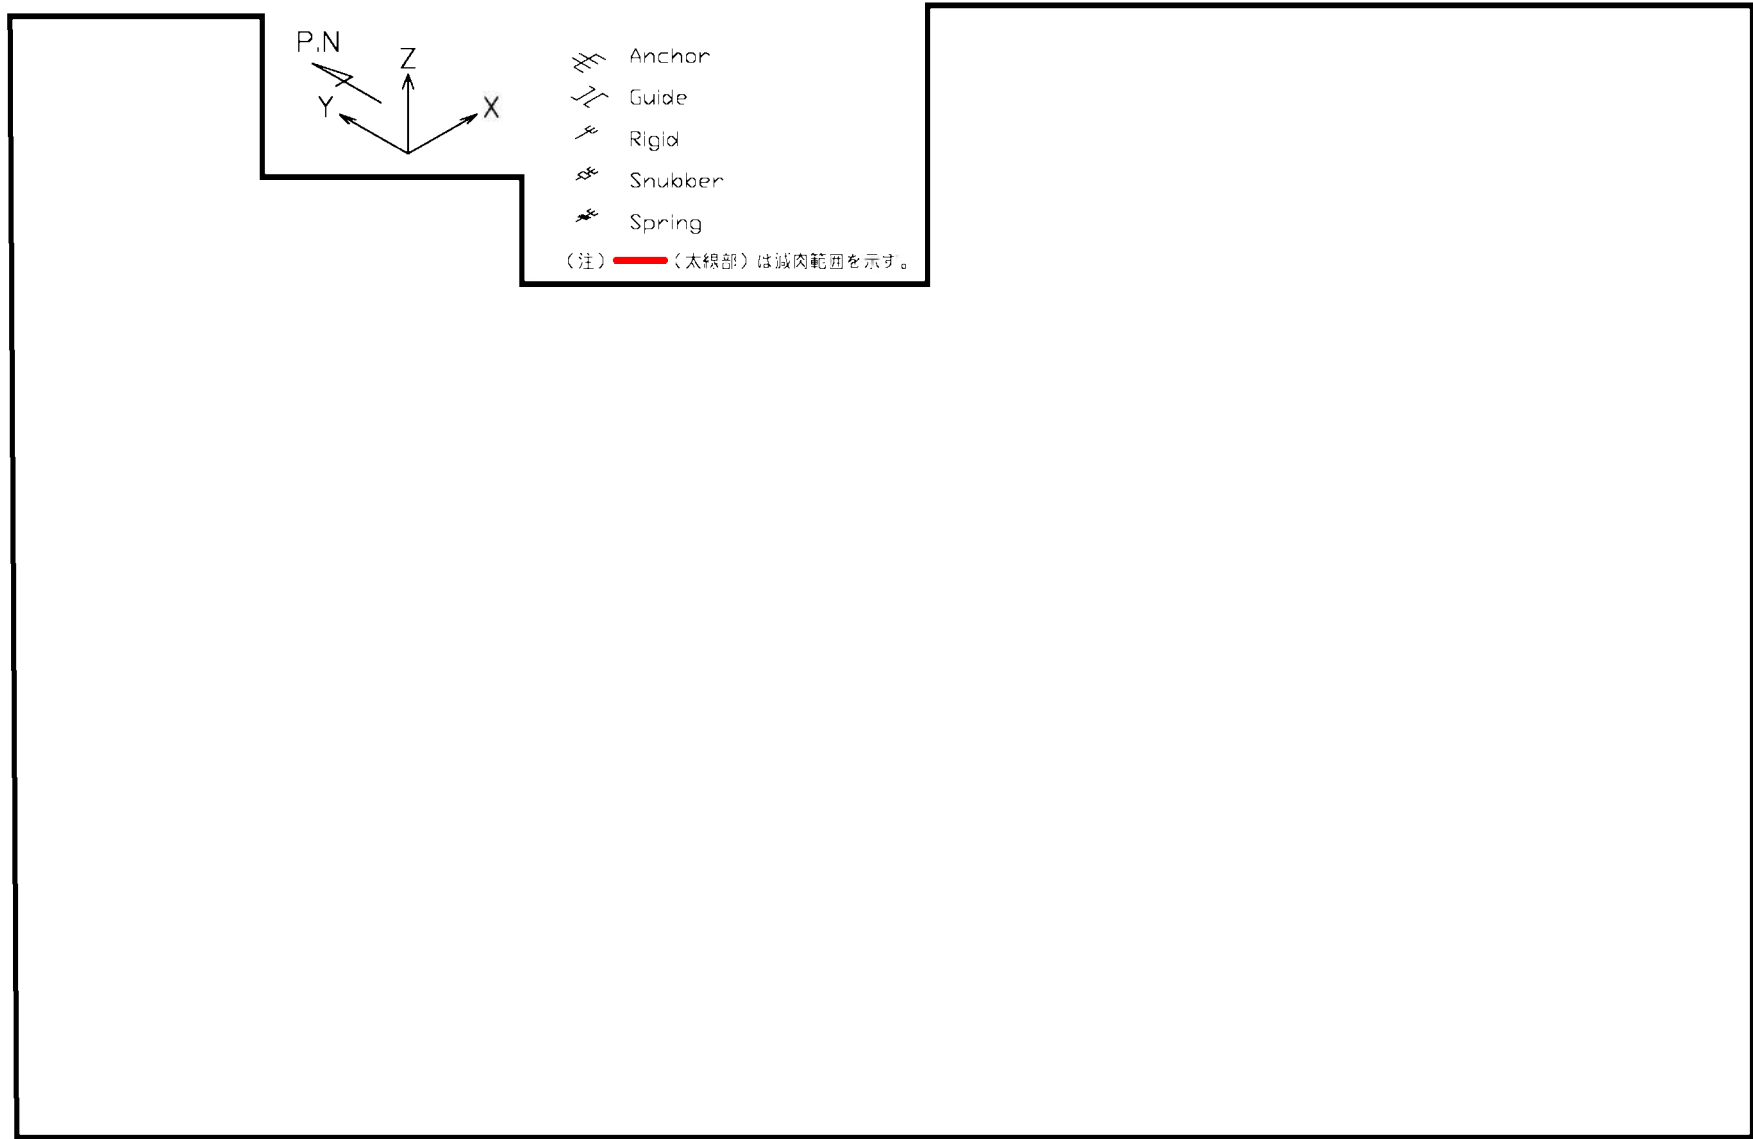 P.N
Z
Y
X
Anchor
Guide
Rigid
Snubber
Spring
(注) (太線部) は減肉範囲を示す。